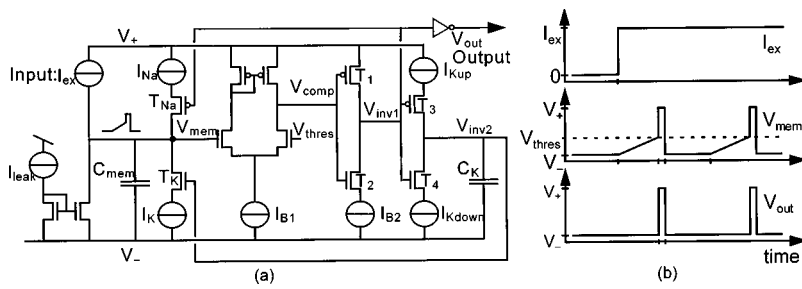 V+
Input: Iex
INa
TNa
Vmem
Cmem
Ileak
TK
IK
V−
IB1
Vcomp
Vthres
T1
T2
IB2
Vinv1
IKup
T3
T4
IKdown
Vinv2
CK
Vout
Output
(a)
Iex
0
Iex
V+
Vthres
V−
Vmem
V+
V−
Vout
time
(b)